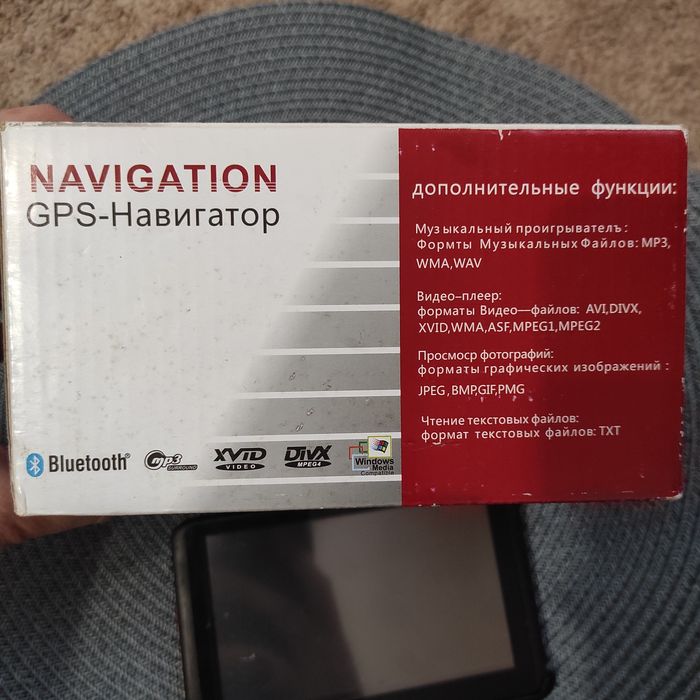 NAVIGATION
GPS-Навигатор
дополнительные функции:
Музыкальный проигрыватель:
Формты Музыкальных Файлов: MP3,
WMA,WAV
Видео-плеер:
форматы Видео—файлов: AVI,DIVX,
XVID,WMA,ASF,MPEG1,MPEG2
Просмоср фотографий:
форматы графических изображений :
JPEG,BMP,GIF,PMG
Чтение текстовых файлов:
формат текстовых файлов: TXT
Bluetooth®
mp3
SURROUND
XVID
VIDEO
DIVX
MPEG4
Windows
Media
Compatible